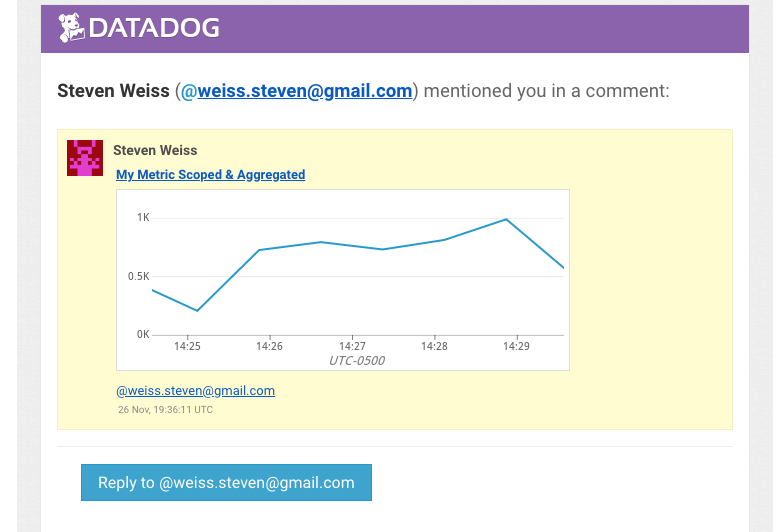 DATADOG
Steven Weiss (@weiss.steven@gmail.com) mentioned you in a comment:
Steven Weiss
My Metric Scoped & Aggregated
1K
0.5K
0K
14:25 14:26 14:27 14:28 14:29
UTC-0500
@weiss.steven@gmail.com
26 Nov, 19:36:11 UTC
Reply to @weiss.steven@gmail.com